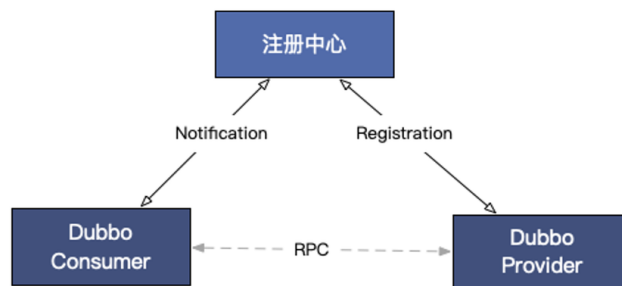 注册中心
Notification
Registration
Dubbo
Consumer
RPC
Dubbo
Provider